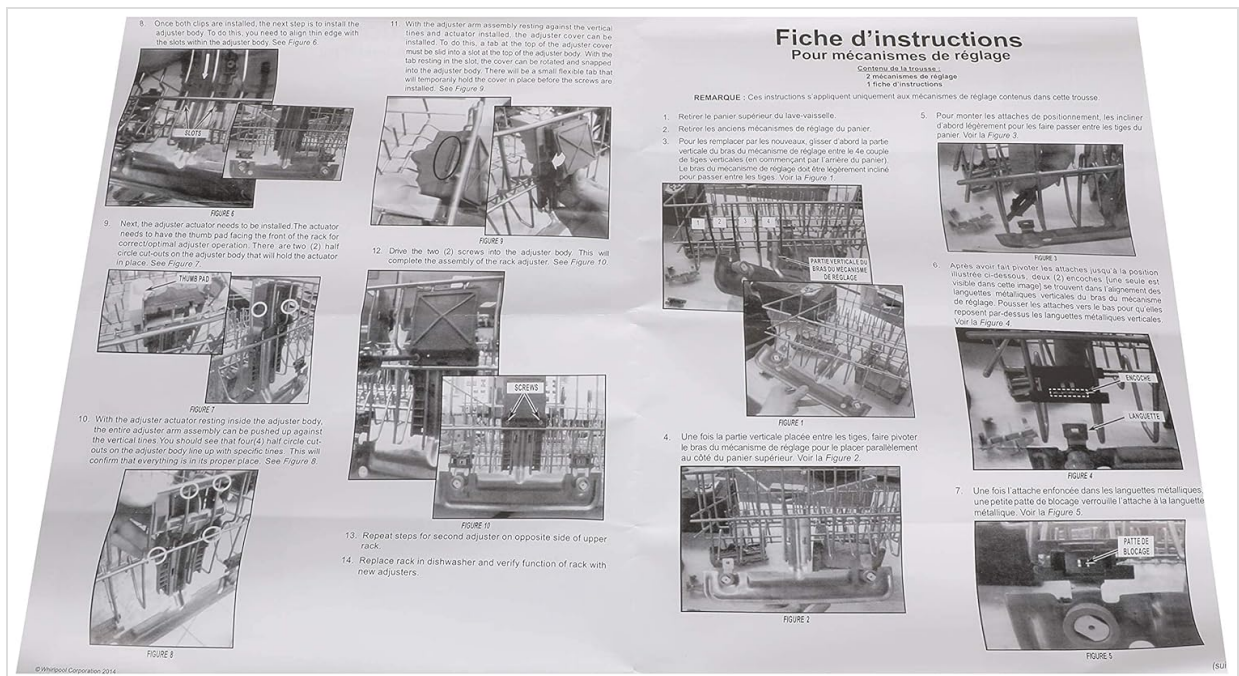 8. Once both clips are installed, the next step is to install the
adjuster body. To do this, you need to align thin edge with
the slots within the adjuster body. See Figure 6.
SLOTS
FIGURE 6
9. Next, the adjuster actuator needs to be installed. The actuator
needs to have the thumb pad facing the front of the rack for
correct/optimal adjuster operation. There are two (2) half
circle cut-outs on the adjuster body that will hold the actuator
in place. See Figure 7.
THUMB PAD
FIGURE 7
10. With the adjuster actuator resting inside the adjuster body,
the entire adjuster arm assembly can be pushed up against
the vertical tines. You should see that four(4) half circle cut-
outs on the adjuster body line up with specific tines. This will
confirm that everything is in its proper place. See Figure 8.
FIGURE 8
© Whirlpool Corporation 2014
11. With the adjuster arm assembly resting against the vertical
tines and actuator installed, the adjuster cover can be
installed. To do this, a tab at the top of the adjuster cover
must be slid into a slot at the top of the adjuster body. With the
tab resting in the slot, the cover can be rotated and snapped
into the adjuster body. There will be a small flexible tab that
will temporarily hold the cover in place before the screws are
installed. See Figure 9.
FIGURE 9
12. Drive the two (2) screws into the adjuster body. This will
complete the assembly of the rack adjuster. See Figure 10.
SCREWS
FIGURE 10
13. Repeat steps for second adjuster on opposite side of upper
rack.
14. Replace rack in dishwasher and verify function of rack with
new adjusters.
Fiche d'instructions
Pour mécanismes de réglage
Contenu de la trousse :
2 mécanismes de réglage
1 fiche d'instructions
REMARQUE : Ces instructions s'appliquent uniquement aux mécanismes de réglage contenus dans cette trousse
1. Retirer le panier supérieur du lave-vaisselle.
2. Retirer les anciens mécanismes de réglage du panier.
3. Pour les remplacer par les nouveaux, glisser d'abord la partie
verticale du bras du mécanisme de réglage entre le 4e couple
de tiges verticales (en commençant par l'arrière du panier).
Le bras du mécanisme de réglage doit être légèrement incliné
pour passer entre les tiges. Voir la Figure 1.
1 2 3 4
PARTIE VERTICALE DU
BRAS DU MÉCANISME
DE RÉGLAGE
FIGURE 1
4. Une fois la partie verticale placée entre les tiges, faire pivoter
le bras du mécanisme de réglage pour le placer parallèlement
au côté du panier supérieur. Voir la Figure 2.
FIGURE 2
5. Pour monter les attaches de positionnement, les incliner
d'abord légèrement pour les faire passer entre les tiges du
panier. Voir la Figure 3.
FIGURE 3
6. Après avoir fait pivoter les attaches jusqu'à la position
illustrée ci-dessous, deux (2) encoches [une seule est
visible dans cette image] se trouvent dans l'alignement des
languettes métalliques verticales du bras du mécanisme
de réglage. Pousser les attaches vers le bas pour qu'elles
reposent par-dessus les languettes métalliques verticales.
Voir la Figure 4.
ENCOCHE
LANGUETTE
FIGURE 4
7. Une fois l'attache enfoncée dans les languettes métalliques,
une petite patte de blocage verrouille l'attache à la languette
métallique. Voir la Figure 5.
PATTE DE
BLOCAGE
FIGURE 5